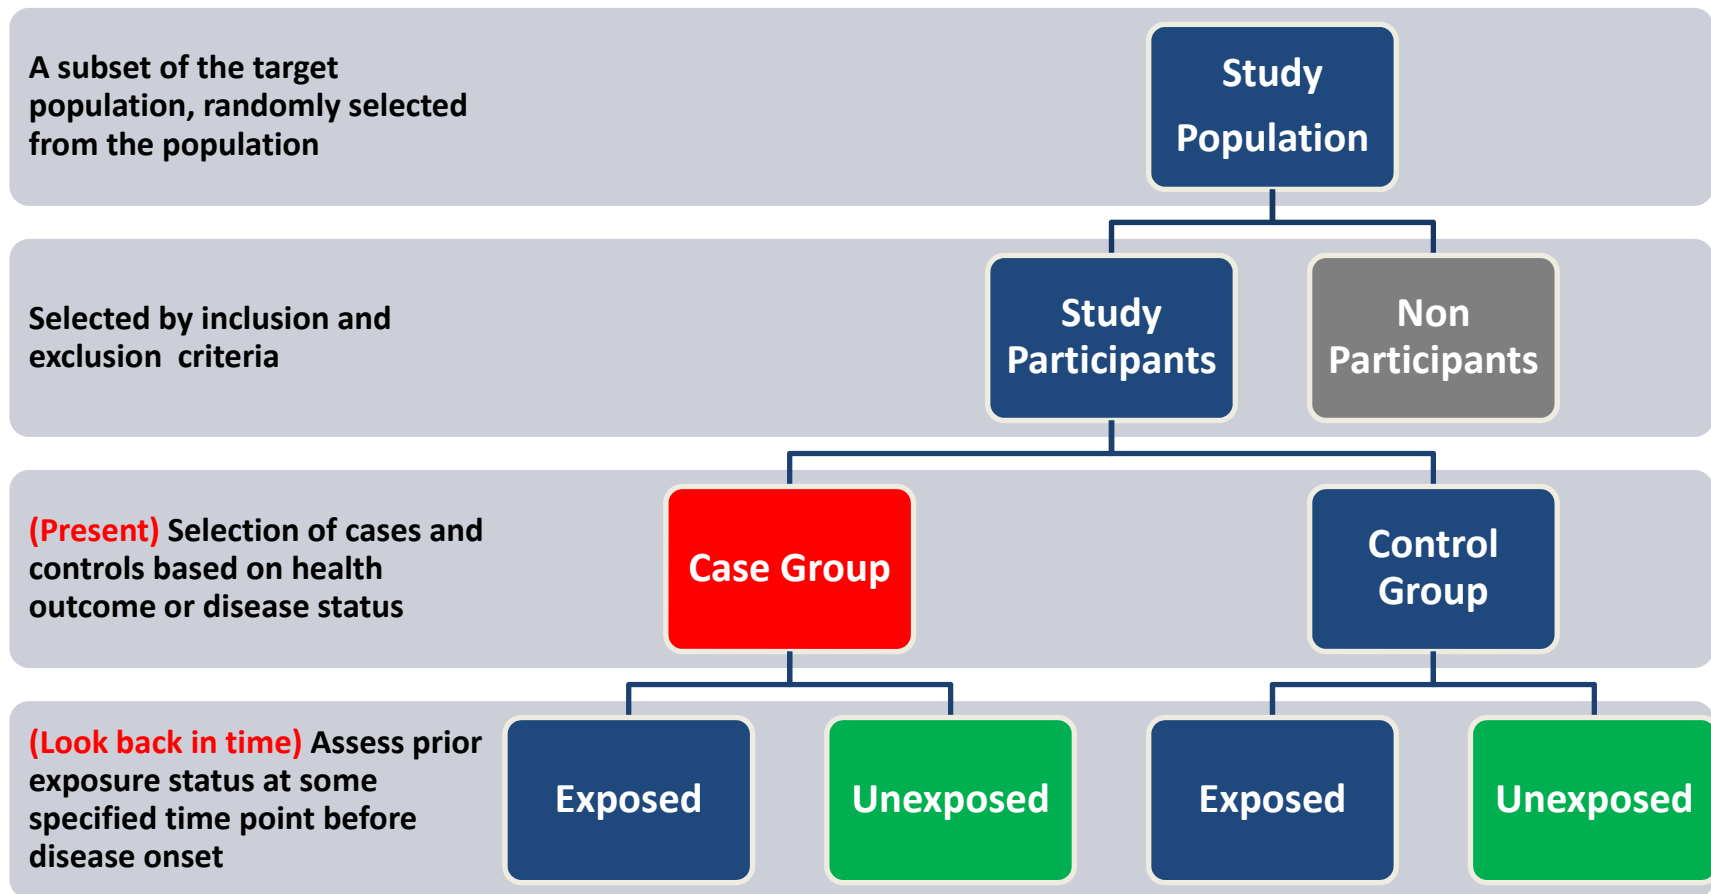 A subset of the target
population, randomly selected
from the population
Study
Population
Selected by inclusion and
exclusion  criteria
Study
Participants
Non
Participants
(Present) Selection of cases and
controls based on health
outcome or disease status
Case Group
Control
Group
(Look back in time) Assess prior
exposure status at some
specified time point before
disease onset
Exposed
Unexposed
Exposed
Unexposed